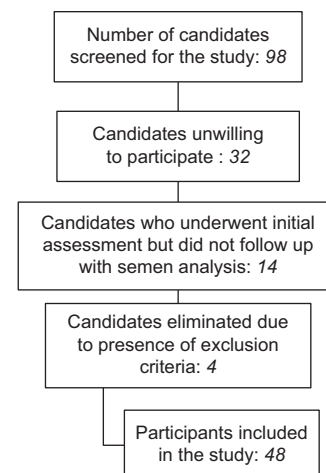 Number of candidates
screened for the study: 98
Candidates unwilling
to participate : 32
Candidates who underwent initial
assessment but did not follow up
with semen analysis: 14
Candidates eliminated due
to presence of exclusion
criteria: 4
Participants included
in the study: 48